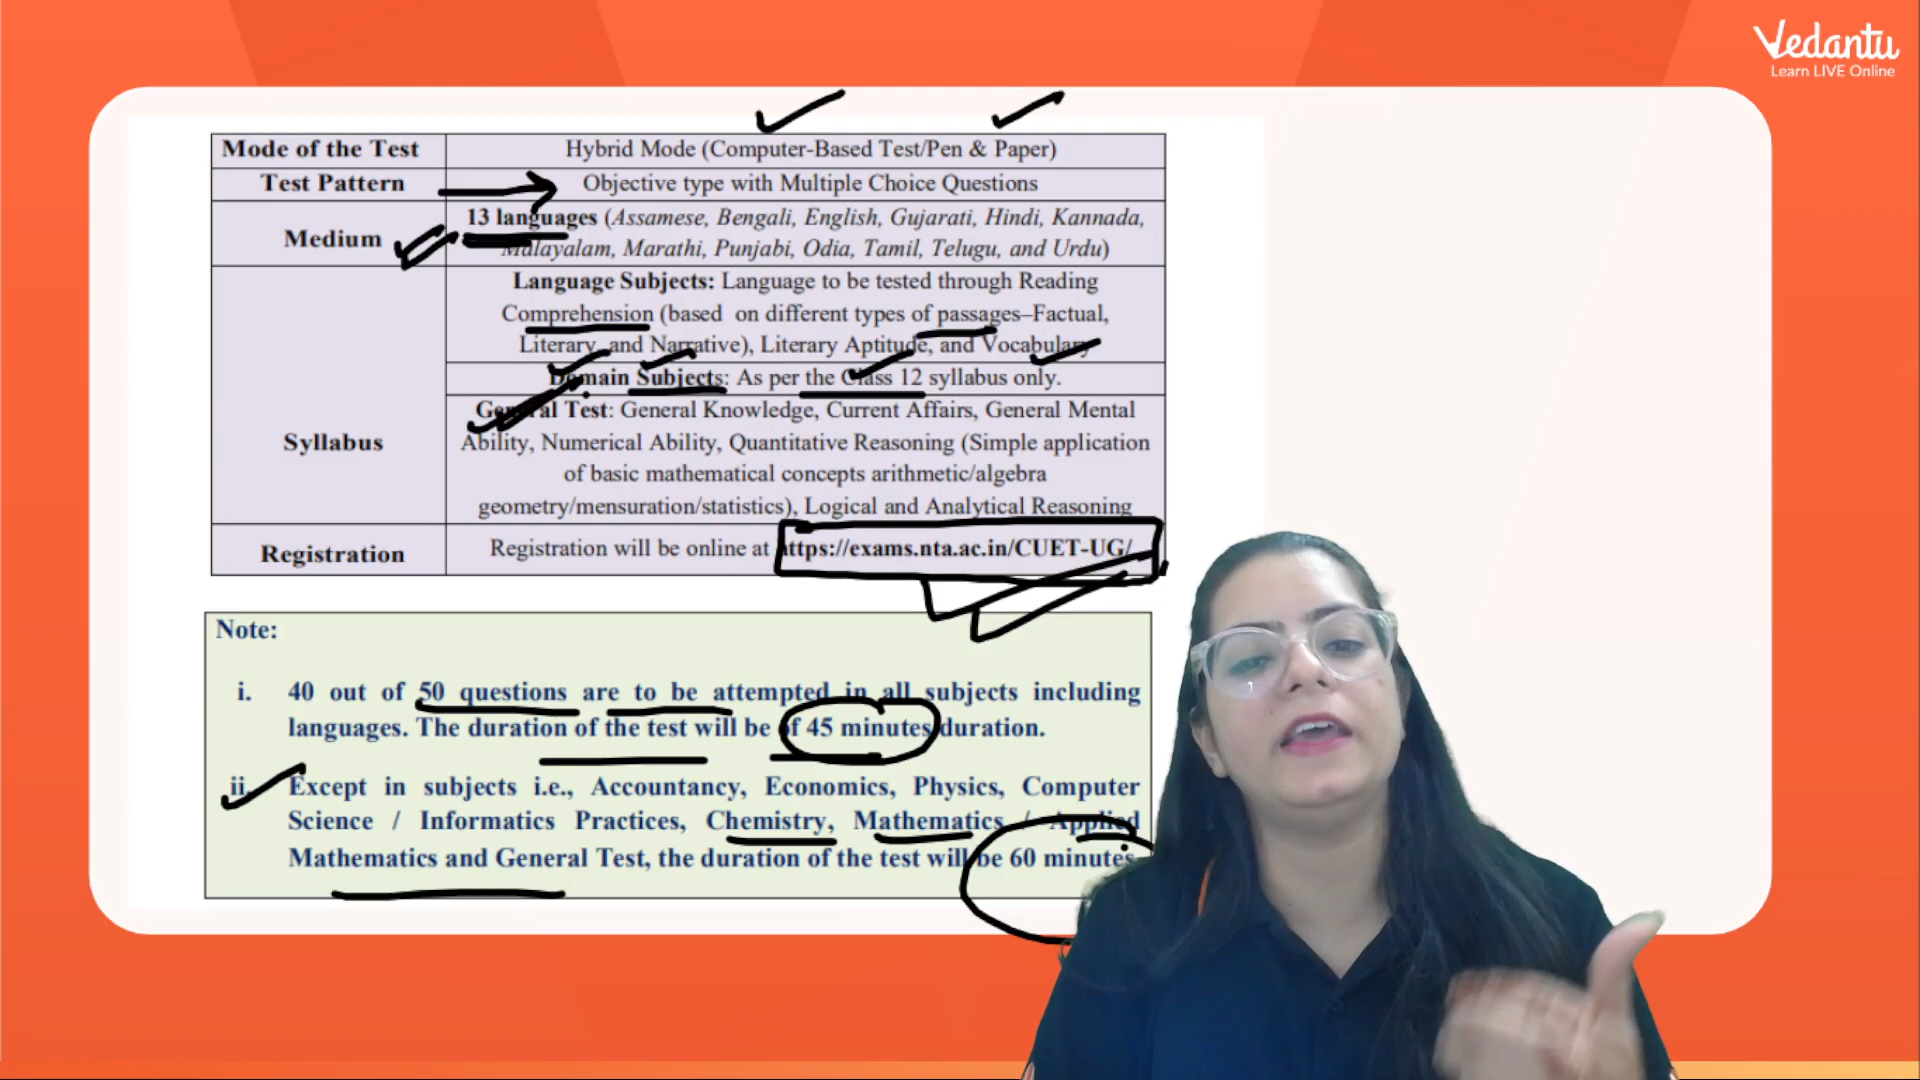 Vedantu
Learn LIVE Online
Mode of the Test
Hybrid Mode (Computer-Based Test/Pen & Paper)
Test Pattern
Objective type with Multiple Choice Questions
Medium
13 languages (Assamese, Bengali, English, Gujarati, Hindi, Kannada,
Malayalam, Marathi, Punjabi, Odia, Tamil, Telugu, and Urdu)
Syllabus
Language Subjects: Language to be tested through Reading
Comprehension (based on different types of passages–Factual,
Literary, and Narrative), Literary Aptitude, and Vocabulary
Domain Subjects: As per the Class 12 syllabus only.
General Test: General Knowledge, Current Affairs, General Mental
Ability, Numerical Ability, Quantitative Reasoning (Simple application
of basic mathematical concepts arithmetic/algebra
geometry/mensuration/statistics), Logical and Analytical Reasoning
Registration
Registration will be online at https://exams.nta.ac.in/CUET-UG/
Note:
i. 40 out of 50 questions are to be attempted in all subjects including
languages. The duration of the test will be of 45 minutes duration.
ii. Except in subjects i.e., Accountancy, Economics, Physics, Computer
Science / Informatics Practices, Chemistry, Mathematics / Applied
Mathematics and General Test, the duration of the test will be 60 minutes